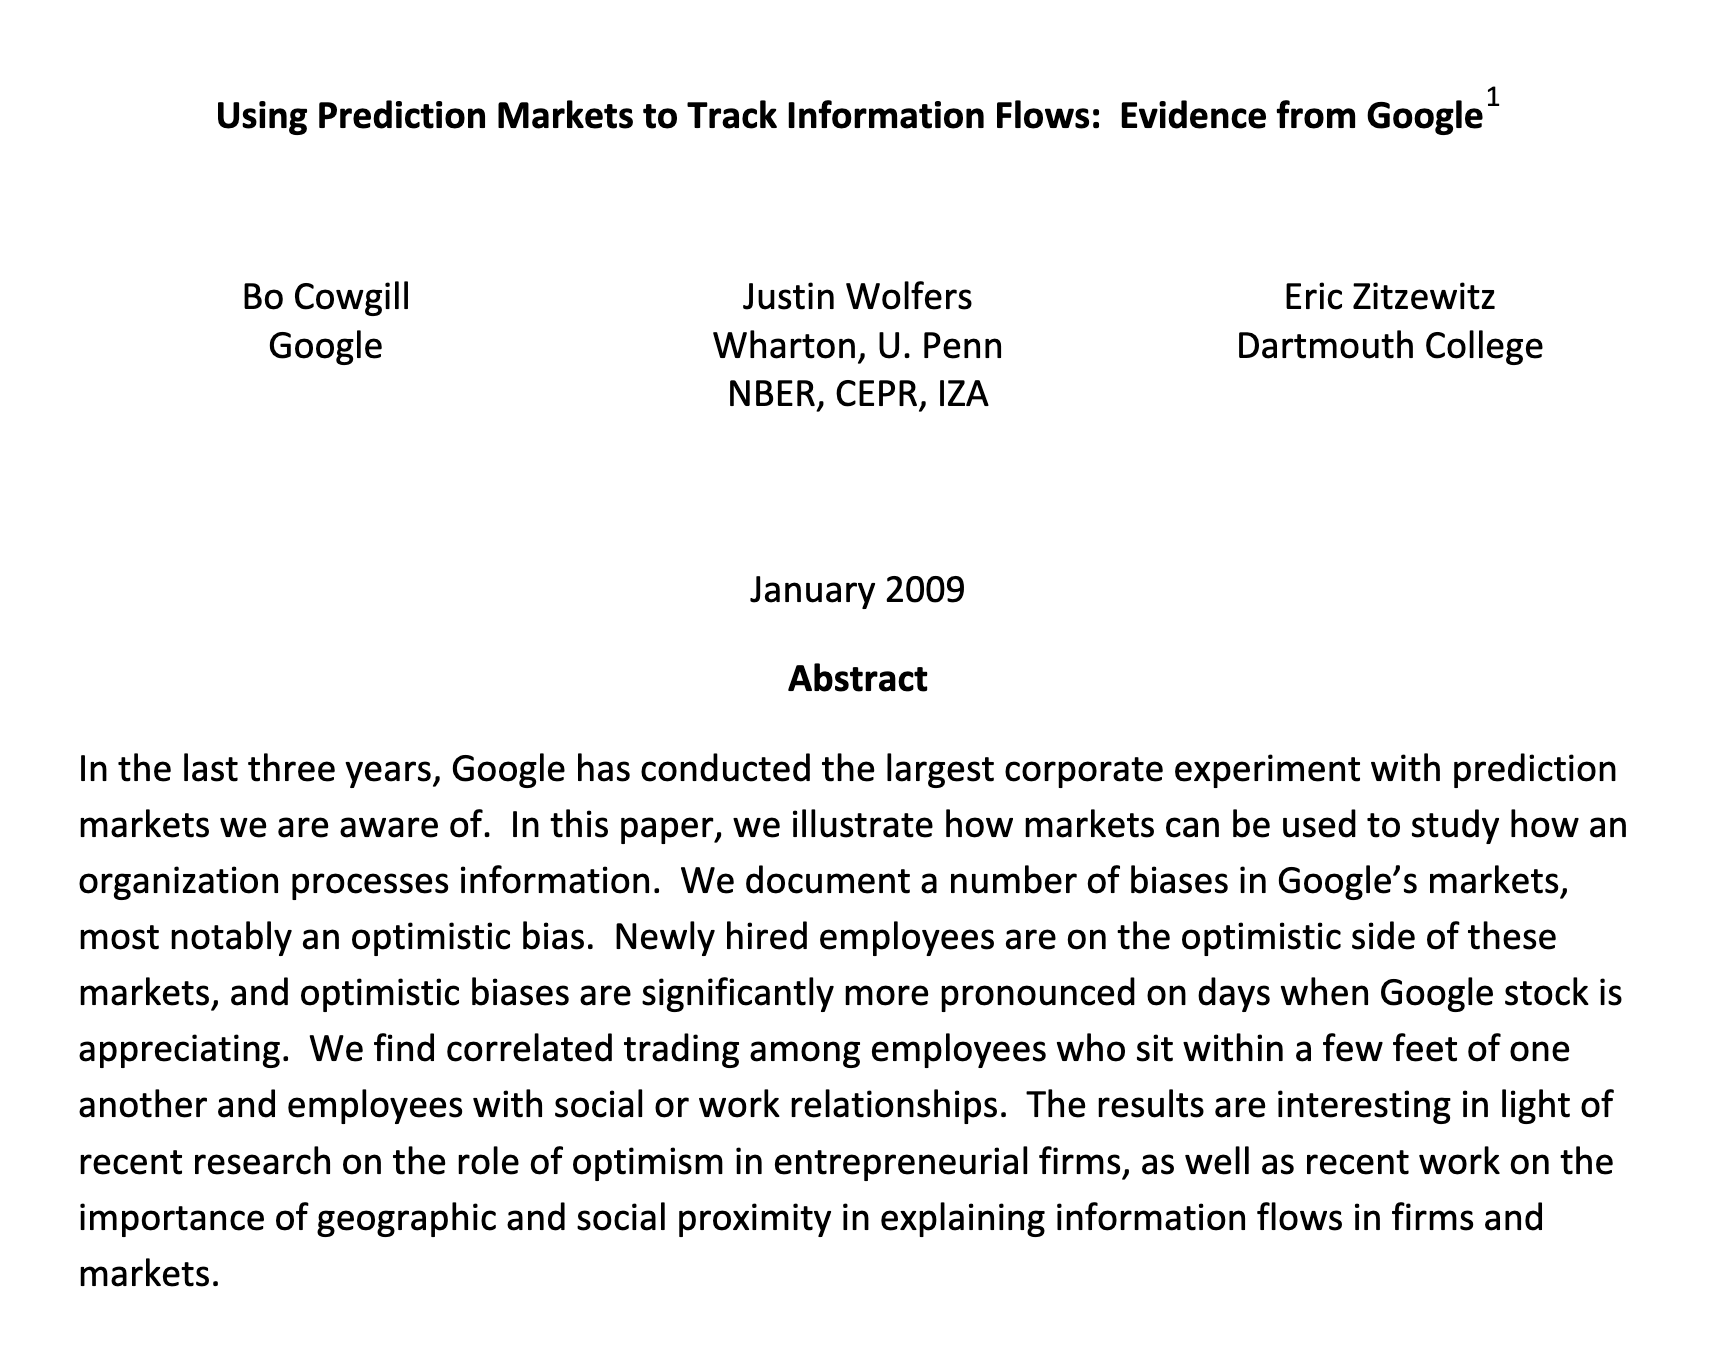 Using Prediction Markets to Track Information Flows:  Evidence from Google1
Bo Cowgill
Google
Justin Wolfers
Wharton, U. Penn
NBER, CEPR, IZA
Eric Zitzewitz
Dartmouth College
January 2009
Abstract
In the last three years, Google has conducted the largest corporate experiment with prediction
markets we are aware of.  In this paper, we illustrate how markets can be used to study how an
organization processes information.  We document a number of biases in Google’s markets,
most notably an optimistic bias.  Newly hired employees are on the optimistic side of these
markets, and optimistic biases are significantly more pronounced on days when Google stock is
appreciating.  We find correlated trading among employees who sit within a few feet of one
another and employees with social or work relationships.  The results are interesting in light of
recent research on the role of optimism in entrepreneurial firms, as well as recent work on the
importance of geographic and social proximity in explaining information flows in firms and
markets.